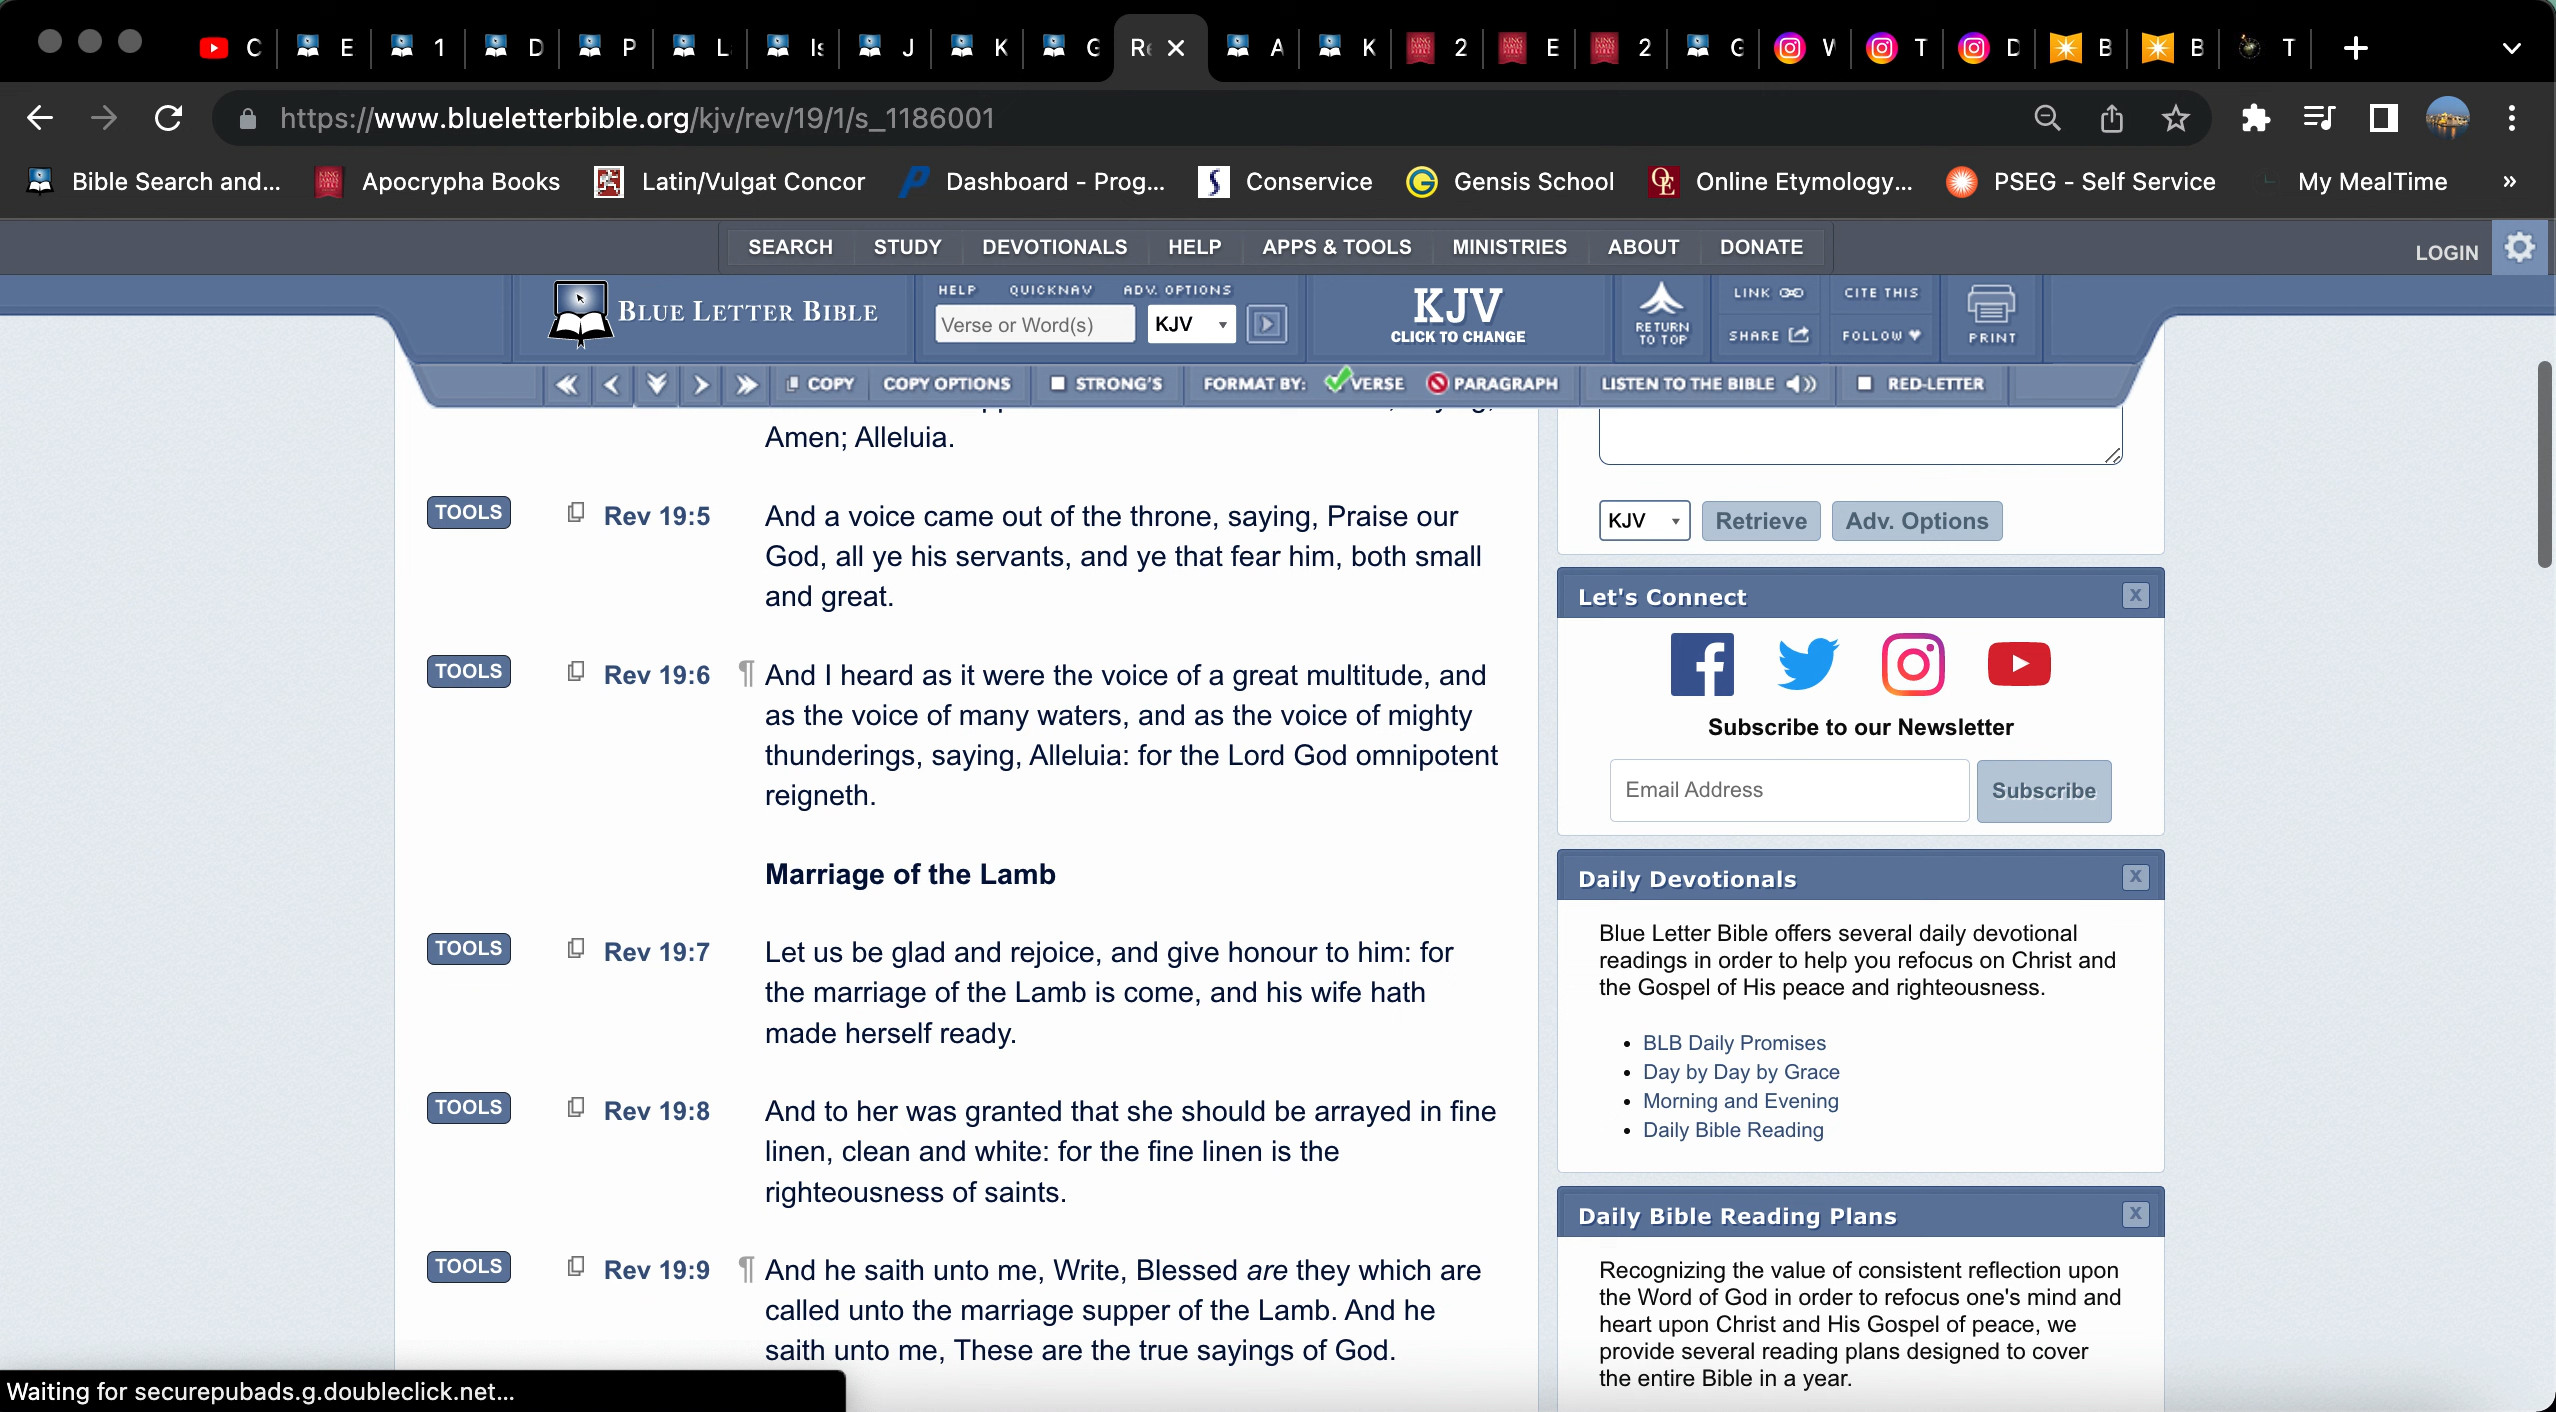 C E 1 D P L Is J K G Re A K 2 E 2 G V T D B B T
https://www.blueletterbible.org/kjv/rev/19/1/s_1186001
Bible Search and... Apocrypha Books Latin/Vulgat Concor Dashboard - Prog... Conservice Gensis School Online Etymology... PSEG - Self Service My MealTime »
SEARCH STUDY DEVOTIONALS HELP APPS & TOOLS MINISTRIES ABOUT DONATE LOGIN
HELP QUICKNAV ADV. OPTIONS
BLUE LETTER BIBLE
Verse or Word(s) KJV
KJV
CLICK TO CHANGE
RETURN
TO TOP
LINK CITE THIS
SHARE FOLLOW
PRINT
COPY COPY OPTIONS STRONG'S FORMAT BY: VERSE PARAGRAPH LISTEN TO THE BIBLE RED-LETTER
Amen; Alleluia.
TOOLS Rev 19:5 And a voice came out of the throne, saying, Praise our
God, all ye his servants, and ye that fear him, both small
and great.
TOOLS Rev 19:6 ¶ And I heard as it were the voice of a great multitude, and
as the voice of many waters, and as the voice of mighty
thunderings, saying, Alleluia: for the Lord God omnipotent
reigneth.
Marriage of the Lamb
TOOLS Rev 19:7 Let us be glad and rejoice, and give honour to him: for
the marriage of the Lamb is come, and his wife hath
made herself ready.
TOOLS Rev 19:8 And to her was granted that she should be arrayed in fine
linen, clean and white: for the fine linen is the
righteousness of saints.
TOOLS Rev 19:9 ¶ And he saith unto me, Write, Blessed are they which are
called unto the marriage supper of the Lamb. And he
saith unto me, These are the true sayings of God.
KJV Retrieve Adv. Options
Let's Connect X
Subscribe to our Newsletter
Email Address Subscribe
Daily Devotionals X
Blue Letter Bible offers several daily devotional
readings in order to help you refocus on Christ and
the Gospel of His peace and righteousness.
• BLB Daily Promises
• Day by Day by Grace
• Morning and Evening
• Daily Bible Reading
Daily Bible Reading Plans X
Recognizing the value of consistent reflection upon
the Word of God in order to refocus one's mind and
heart upon Christ and His Gospel of peace, we
provide several reading plans designed to cover
the entire Bible in a year.
Waiting for securepubads.g.doubleclick.net...